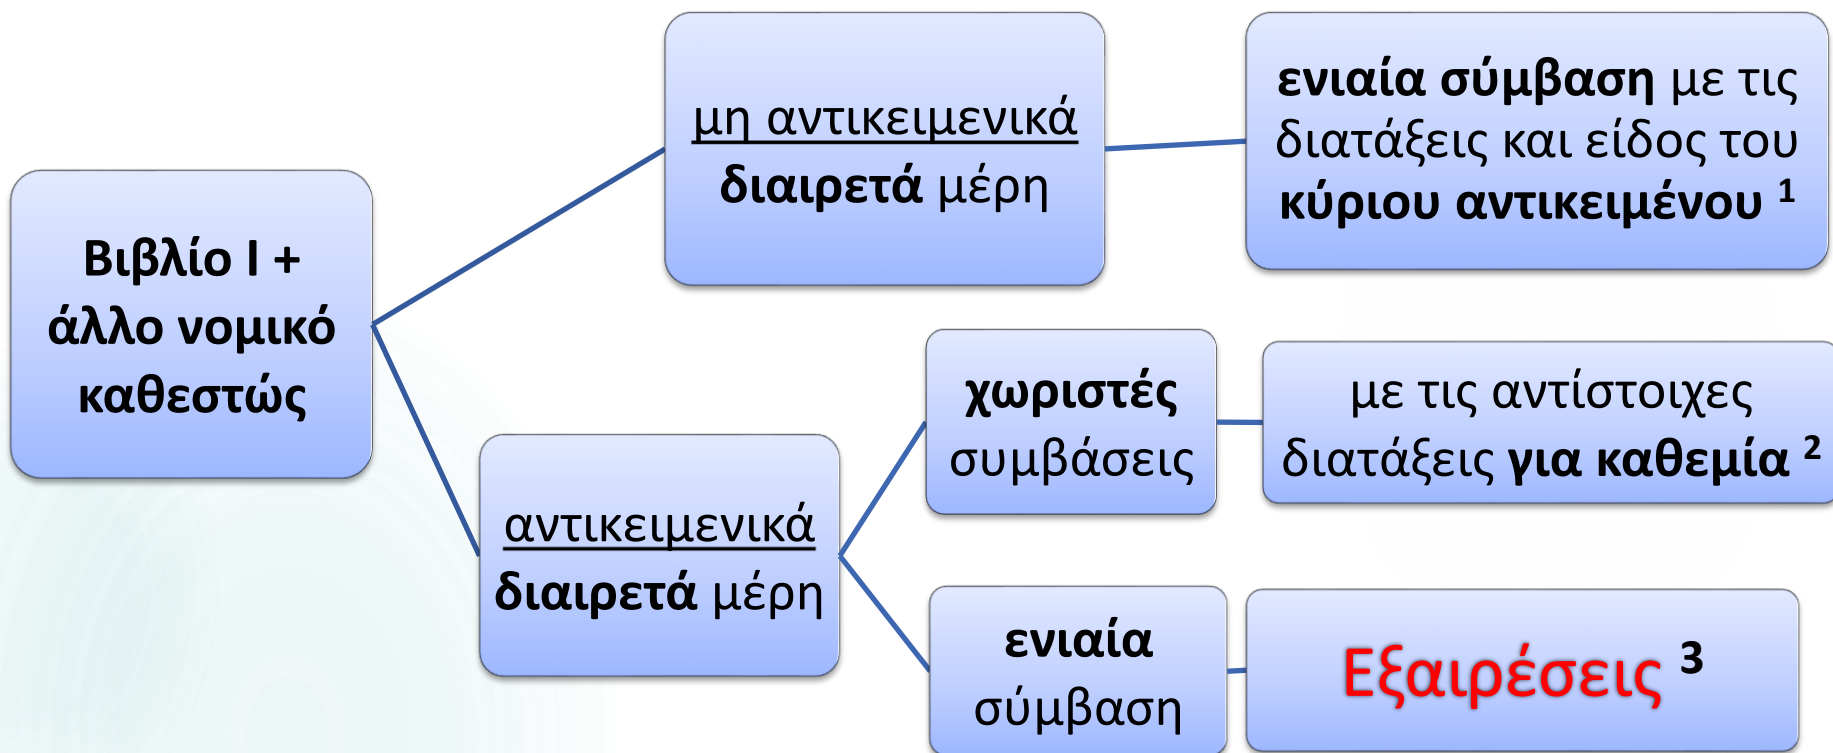 Βιβλίο Ι +
άλλο νομικό
καθεστώς
μη αντικειμενικά
διαιρετά μέρη
ενιαία σύμβαση με τις
διατάξεις και είδος του
κύριου αντικειμένου ¹
αντικειμενικά
διαιρετά μέρη
χωριστές
συμβάσεις
με τις αντίστοιχες
διατάξεις για καθεμία ²
ενιαία
σύμβαση
Εξαιρέσεις ³